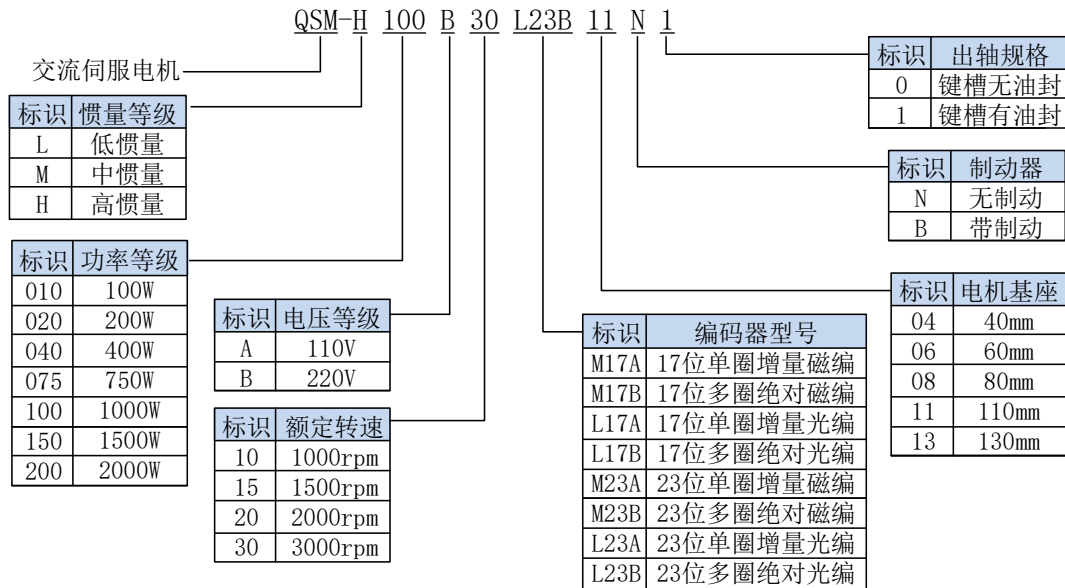 QSM-H 100 B 30 L23B 11 N 1
交流伺服电机
标识 惯量等级
L 低惯量
M 中惯量
H 高惯量
标识 功率等级
010 100W
020 200W
040 400W
075 750W
100 1000W
150 1500W
200 2000W
标识 电压等级
A 110V
B 220V
标识 额定转速
10 1000rpm
15 1500rpm
20 2000rpm
30 3000rpm
标识 编码器型号
M17A 17位单圈增量磁编
M17B 17位多圈绝对磁编
L17A 17位单圈增量光编
L17B 17位多圈绝对光编
M23A 23位单圈增量磁编
M23B 23位多圈绝对磁编
L23A 23位单圈增量光编
L23B 23位多圈绝对光编
标识 出轴规格
0 键槽无油封
1 键槽有油封
标识 制动器
N 无制动
B 带制动
标识 电机基座
04 40mm
06 60mm
08 80mm
11 110mm
13 130mm